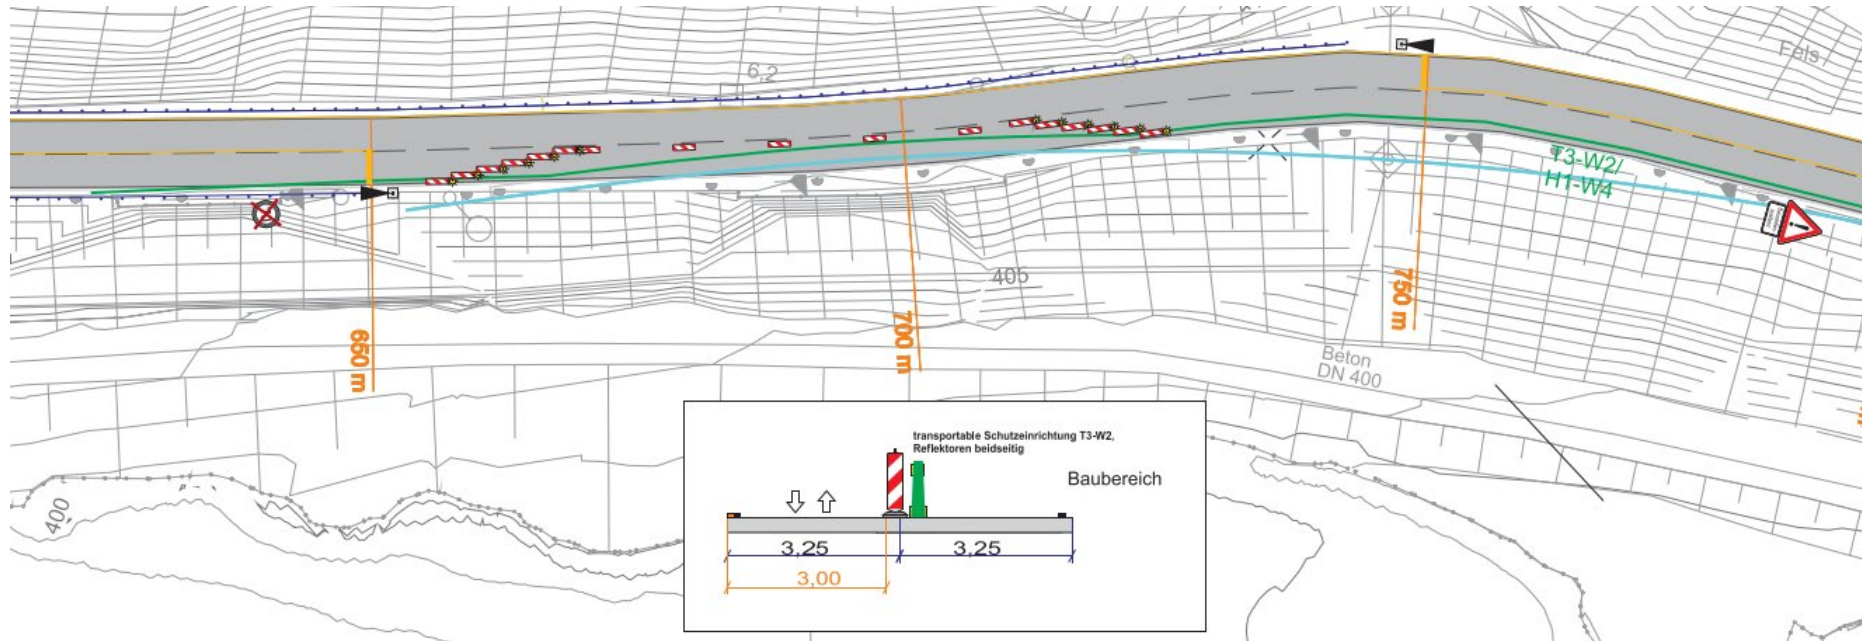 6,2
Fels
T3-W2/
H1-W4
405
650 m
700 m
750 m
Beton
DN 400
400
transportable Schutzeinrichtung T3-W2,
Reflektoren beidseitig
Baubereich
3,25
3,25
3,00